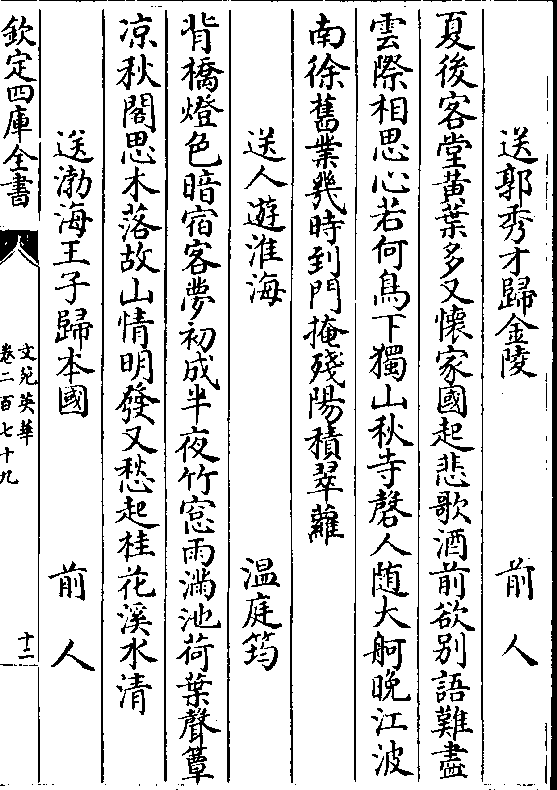 送郭秀才歸金陵 前人
夏後客堂黃葉多又懷家國起悲歌酒前欲別語難盡
雲際相思心若何鳥下獨山秋寺磬人隨大舸晚江波
南徐舊業幾時到門掩殘陽積翠蘿
送人遊淮海 温庭筠
背橋燈色暗宿客夢初成半夜竹窓雨滿池荷葉聲簟
凉秋閣思木落故山情明發又愁起桂花溪水清
送渤海王子歸本國 前人
欽定四庫全書
文苑英華
卷二百七十九
十二